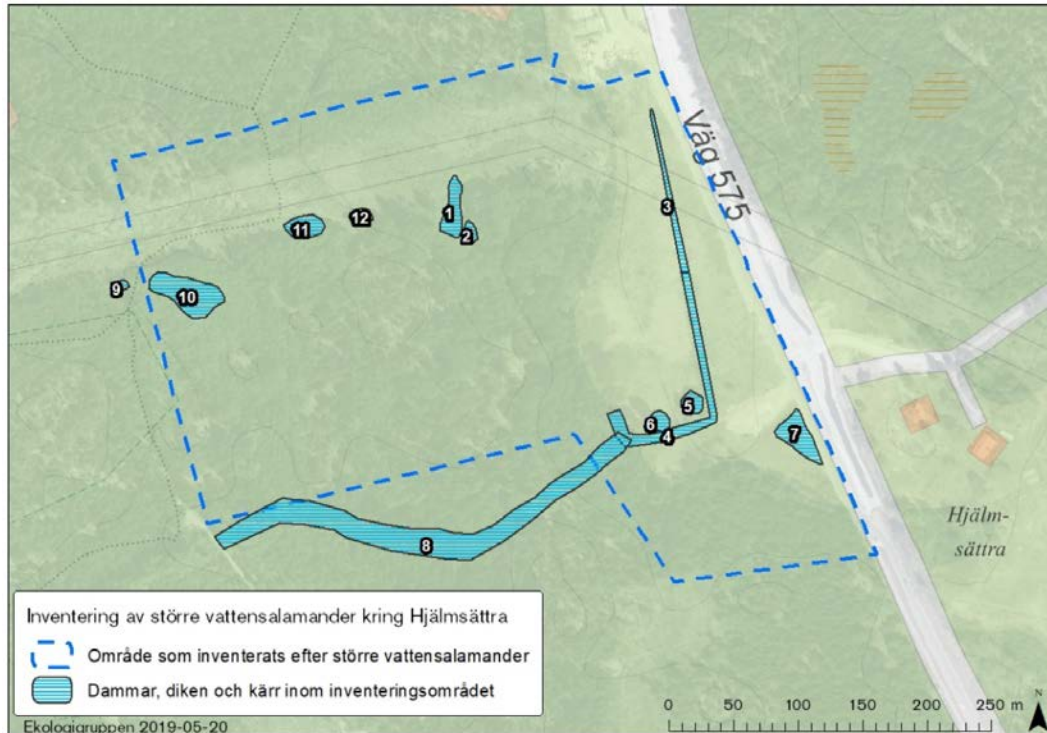 Väg 575
1
2
3
12
11
9
10
5
6
4
7
8
Hjälm-
sättra
Inventering av större vattensalamander kring Hjälmsättra
Område som inventerats efter större vattensalamander
Dammar, diken och kärr inom inventeringsområdet
Ekologigruppen 2019-05-20
0 50 100 150 200 250 m
N